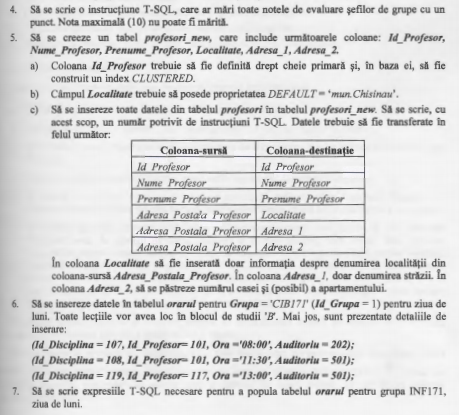 4. Să se scrie o instrucțiune T-SQL, care ar mări toate notele de evaluare șefilor de grupe cu un
punct. Nota maximală (10) nu poate fi mărită.
5. Să se creeze un tabel profesori_new, care include următoarele coloane: Id_Profesor,
Nume_Profesor, Prenume_Profesor, Localitate, Adresa_1, Adresa_2.
a) Coloana Id_Profesor trebuie să fie definită drept cheie primară și, în baza ei, să fie
construit un index CLUSTERED.
b) Câmpul Localitate trebuie să posede proprietatea DEFAULT = 'mun.Chisinau'.
c) Să se insereze toate datele din tabelul profesori în tabelul profesori_new. Să se scrie, cu
acest scop, un număr potrivit de instrucțiuni T-SQL. Datele trebuie să fie transferate în
felul următor:
Coloana-sursă Coloana-destinație
Id Profesor Id Profesor
Nume Profesor Nume Profesor
Prenume Profesor Prenume Profesor
Adresa Postala Profesor Localitate
Adresa Postala Profesor Adresa 1
Adresa Postala Profesor Adresa 2
În coloana Localitate să fie inserată doar informația despre denumirea localității din
coloana-sursă Adresa_Postala_Profesor. În coloana Adresa_1, doar denumirea străzii. În
coloana Adresa_2, să se păstreze numărul casei și (posibil) a apartamentului.
6. Să se insereze datele în tabelul orarul pentru Grupa = 'CIB171' (Id_Grupa = 1) pentru ziua de
luni. Toate lecțiile vor avea loc în blocul de studii 'B'. Mai jos, sunt prezentate detaliile de
inserare:
(Id_Disciplina = 107, Id_Profesor= 101, Ora ='08:00', Auditoriu = 202);
(Id_Disciplina = 108, Id_Profesor= 101, Ora ='11:30', Auditoriu = 501);
(Id_Disciplina = 119, Id_Profesor= 117, Ora ='13:00', Auditoriu = 501);
7. Să se scrie expresiile T-SQL necesare pentru a popula tabelul orarul pentru grupa INF171,
ziua de luni.